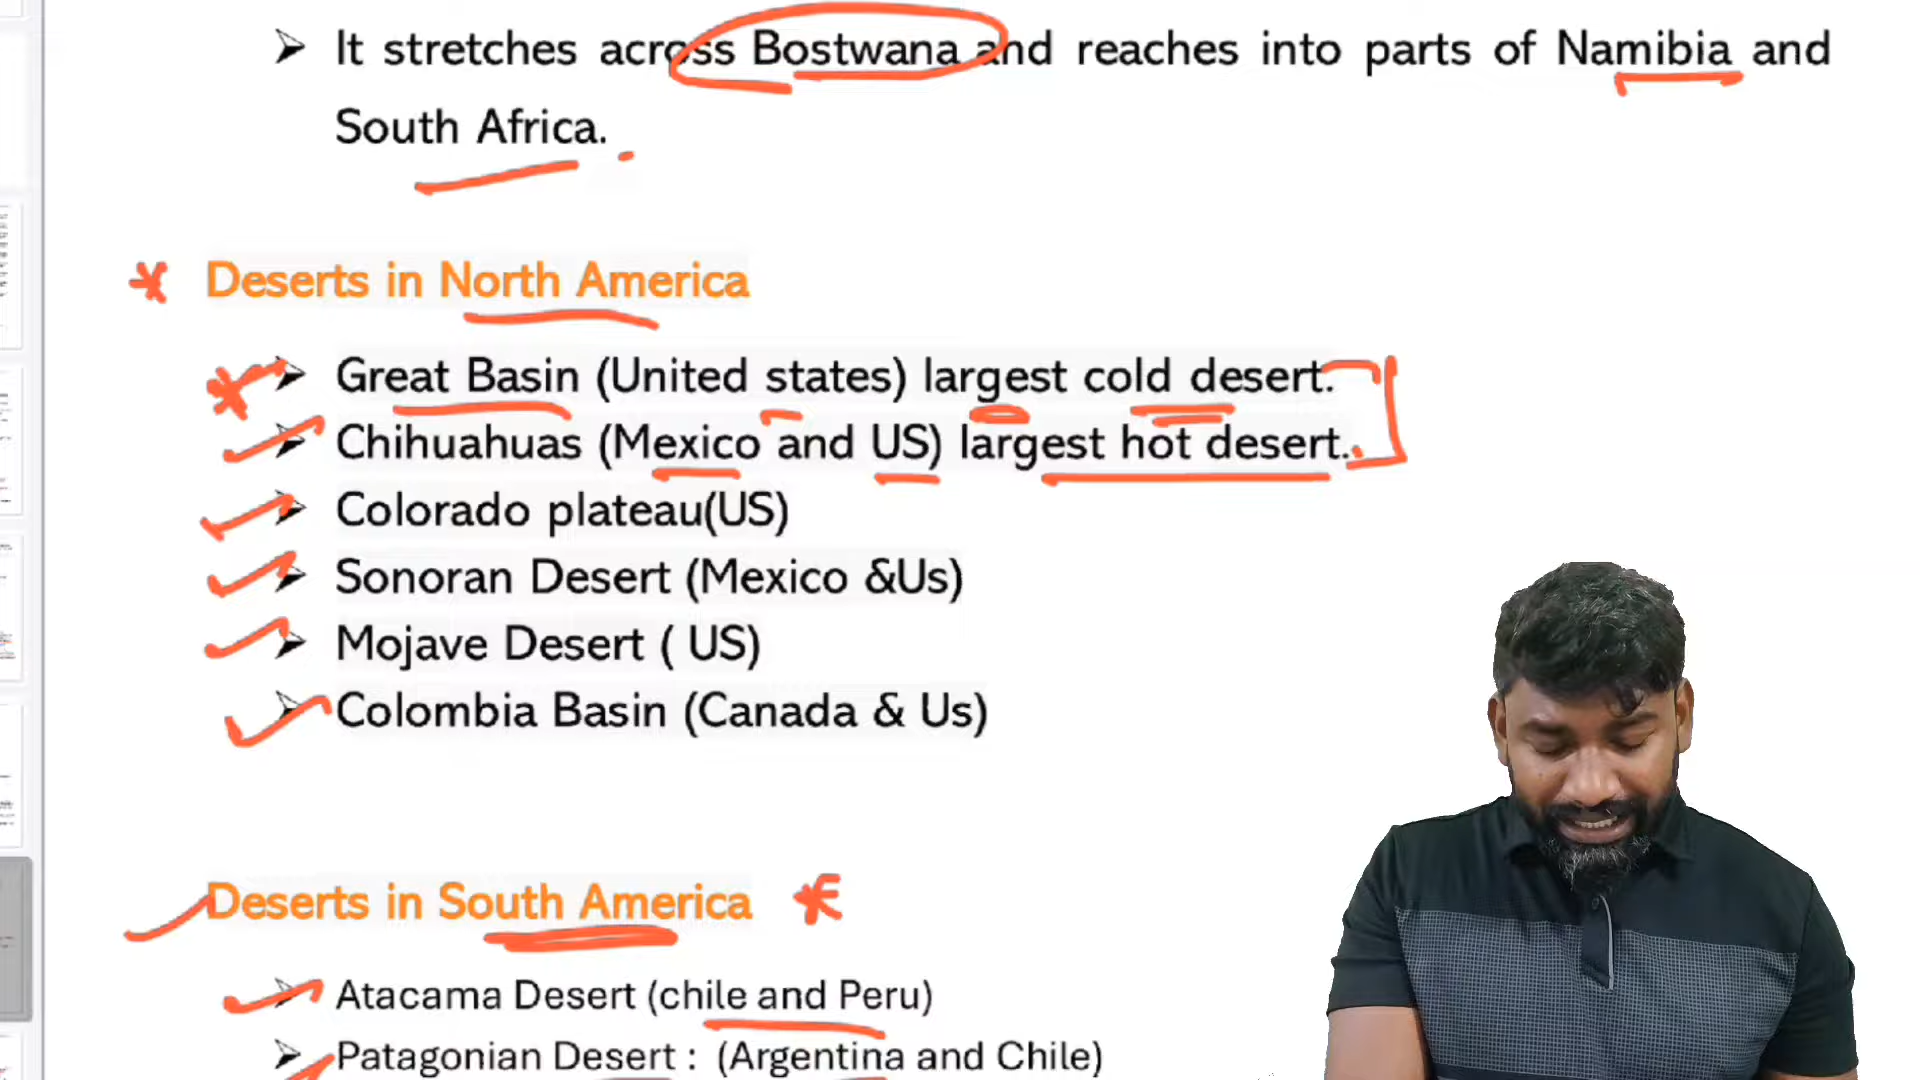 ➢ It stretches across Bostwana and reaches into parts of Namibia and
South Africa.
Deserts in North America
➢ Great Basin (United states) largest cold desert.
➢ Chihuahuas (Mexico and US) largest hot desert.
➢ Colorado plateau(US)
➢ Sonoran Desert (Mexico &Us)
➢ Mojave Desert ( US)
➢ Colombia Basin (Canada & Us)
Deserts in South America
➢ Atacama Desert (chile and Peru)
➢ Patagonian Desert : (Argentina and Chile)